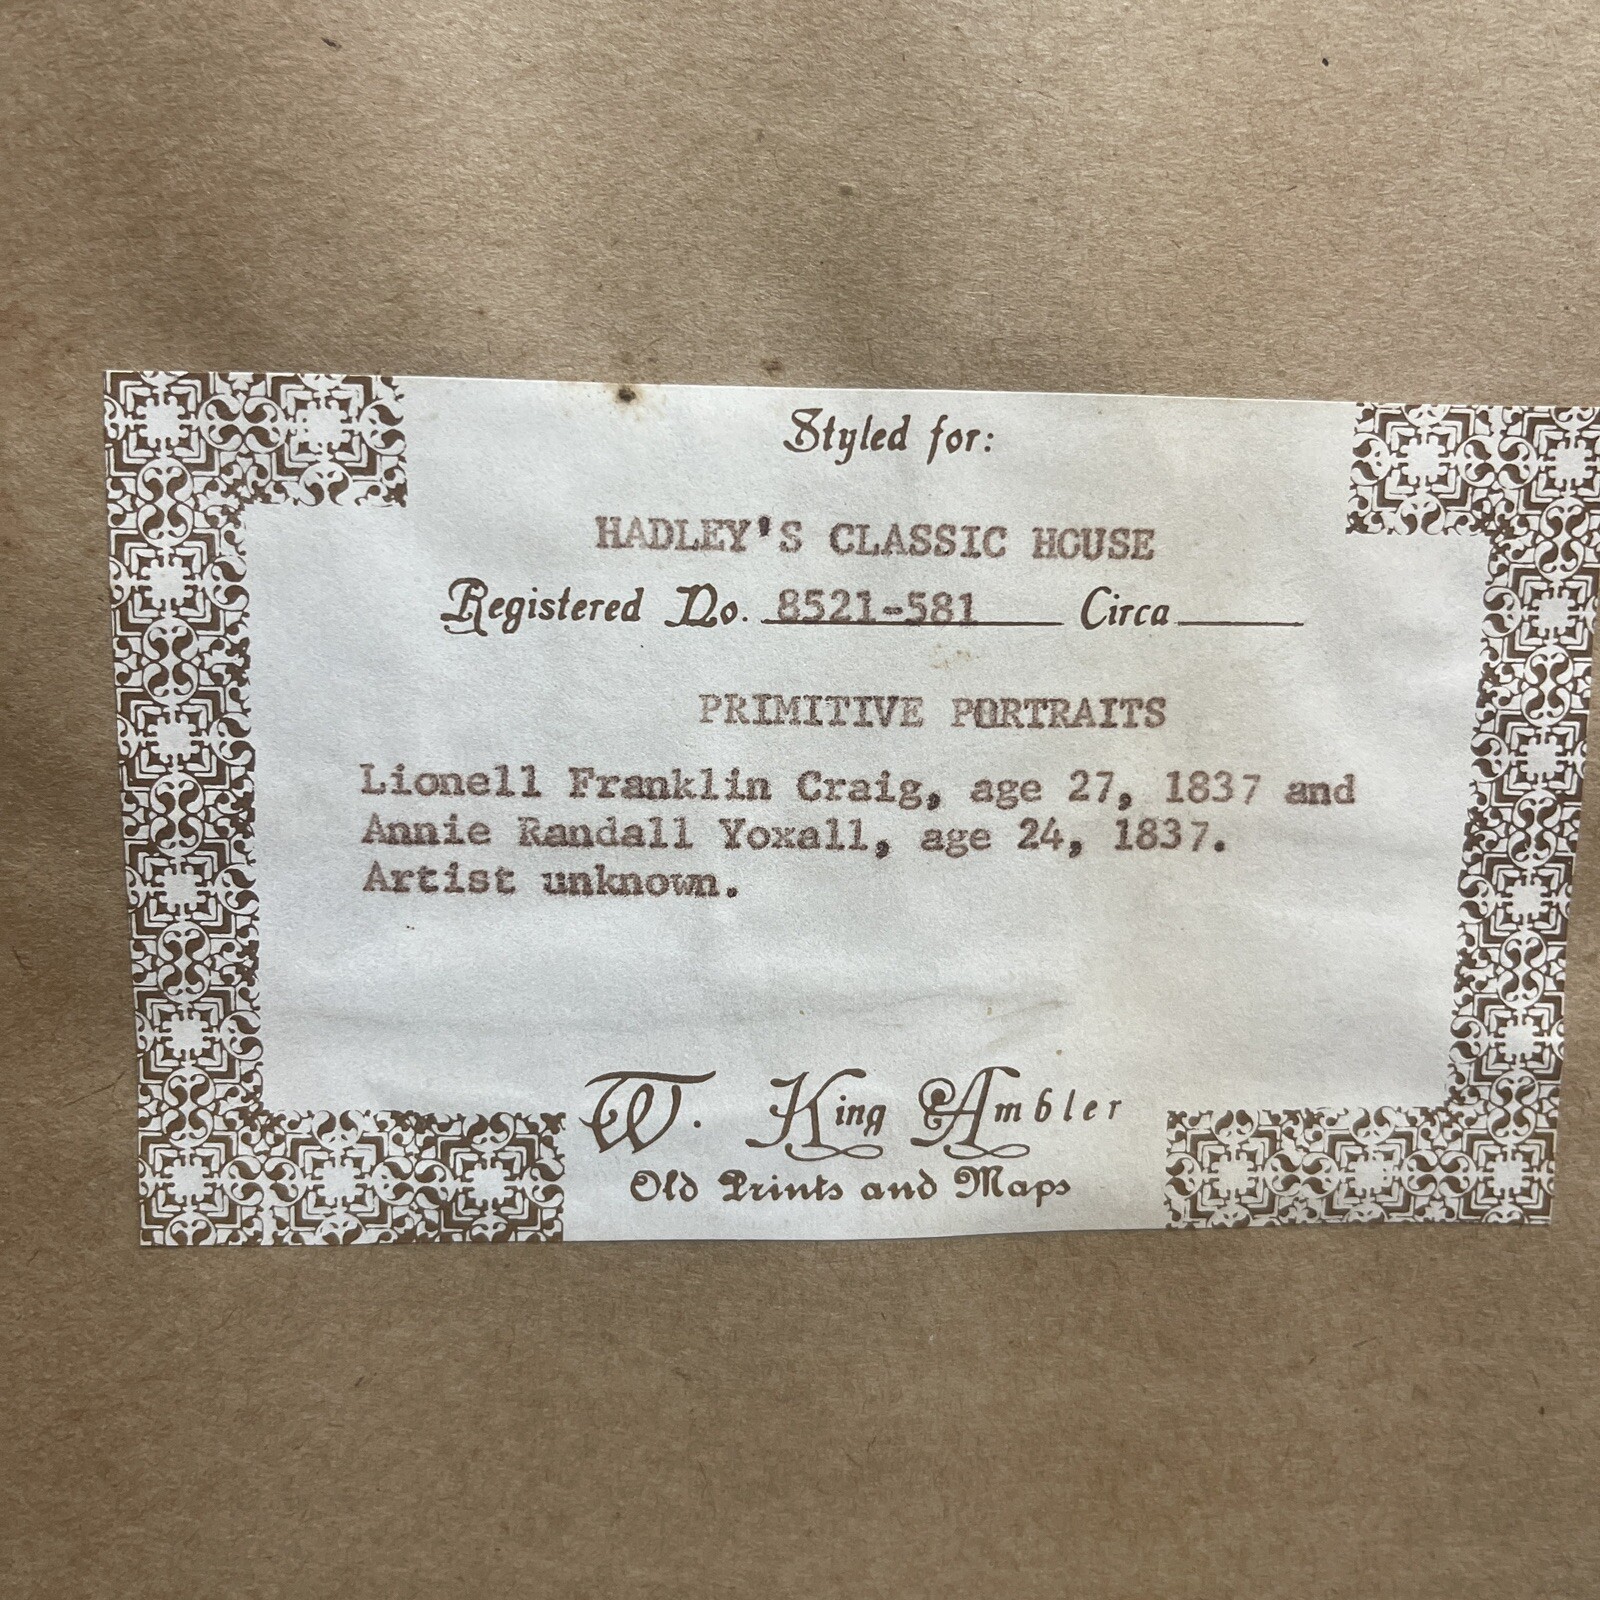 Styled for:
HADLEY'S CLASSIC HOUSE
Registered No. 8521-581 Circa
PRIMITIVE PORTRAITS
Lionell Franklin Craig, age 27, 1837 and
Annie Randall Yoxall, age 24, 1837.
Artist unknown.
W. King Ambler
Old Prints and Maps